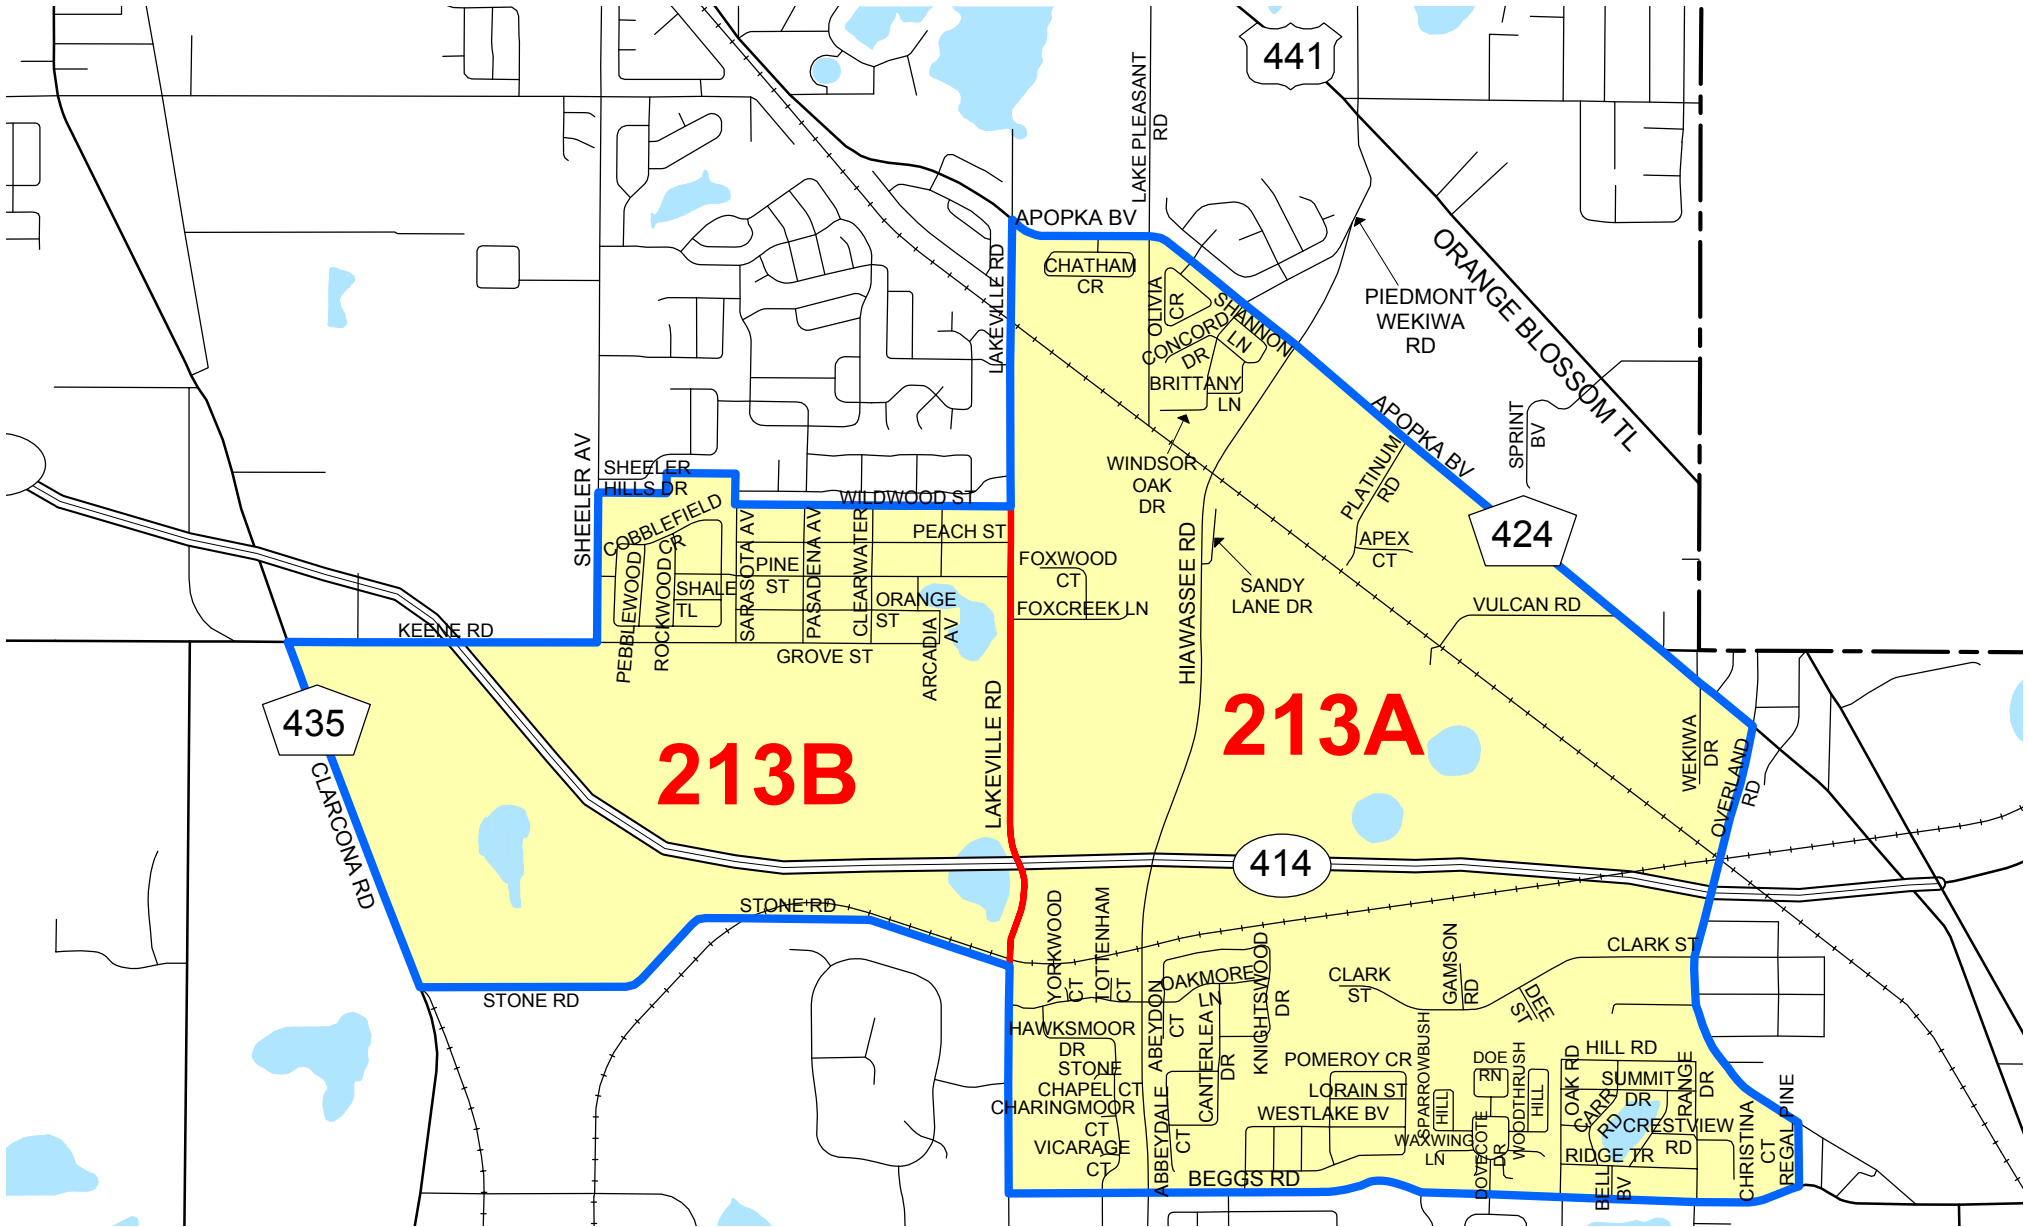 441
LAKE PLEASANT
RD
APOPKA BV
LAKEVILLE RD
CHATHAM
CR
OLIVIA
CR
SHANNON
LN
CONCORD
DR
BRITTANY
LN
PIEDMONT
WEKIWA
RD
ORANGE BLOSSOM TL
APOPKA BV
SPRINT
BV
WINDSOR
OAK
DR
PLATINUM
RD
APEX
CT
424
SHEELER AV
SHEELER
HILLS DR
WILDWOOD ST
COBBLEFIELD
CR
PEBBLEWOOD
ROCKWOOD
SHALE
TL
SARASOTA AV
PINE
ST
PASADENA AV
CLEARWATER
PEACH ST
ORANGE
ST
ARCADIA
AV
GROVE ST
KEENE RD
FOXWOOD
CT
FOXCREEK LN
HIAWASSEE RD
SANDY
LANE DR
VULCAN RD
435
CLARCONA RD
213B
LAKEVILLE RD
213A
WEKIWA
DR
OVERLAND
RD
414
STONE RD
STONE RD
YORKWOOD
CT
TOTTENHAM
CT
ABEYDON
CT
OAKMORE
LN
KNIGHTSWOOD
DR
CLARK
ST
GAMSON
RD
DEE
ST
CLARK ST
HAWKSMOOR
DR
STONE
CHAPEL CT
CHARINGMOOR
CT
VICARAGE
CT
ABBEYDALE
CT
CANTERLEA
DR
POMEROY CR
LORAIN ST
WESTLAKE BV
SPARROWBUSH
HILL
WAXWING
LN
DOE
RN
DOVECOTE
DR
WOODTHRUSH
HILL
HILL RD
OAK RD
SUMMIT
DR
CARR
RD
RANGE
DR
CRESTVIEW
RD
RIDGE TR
BELL
BV
CHRISTINA
CT
REGAL PINE
BEGGS RD